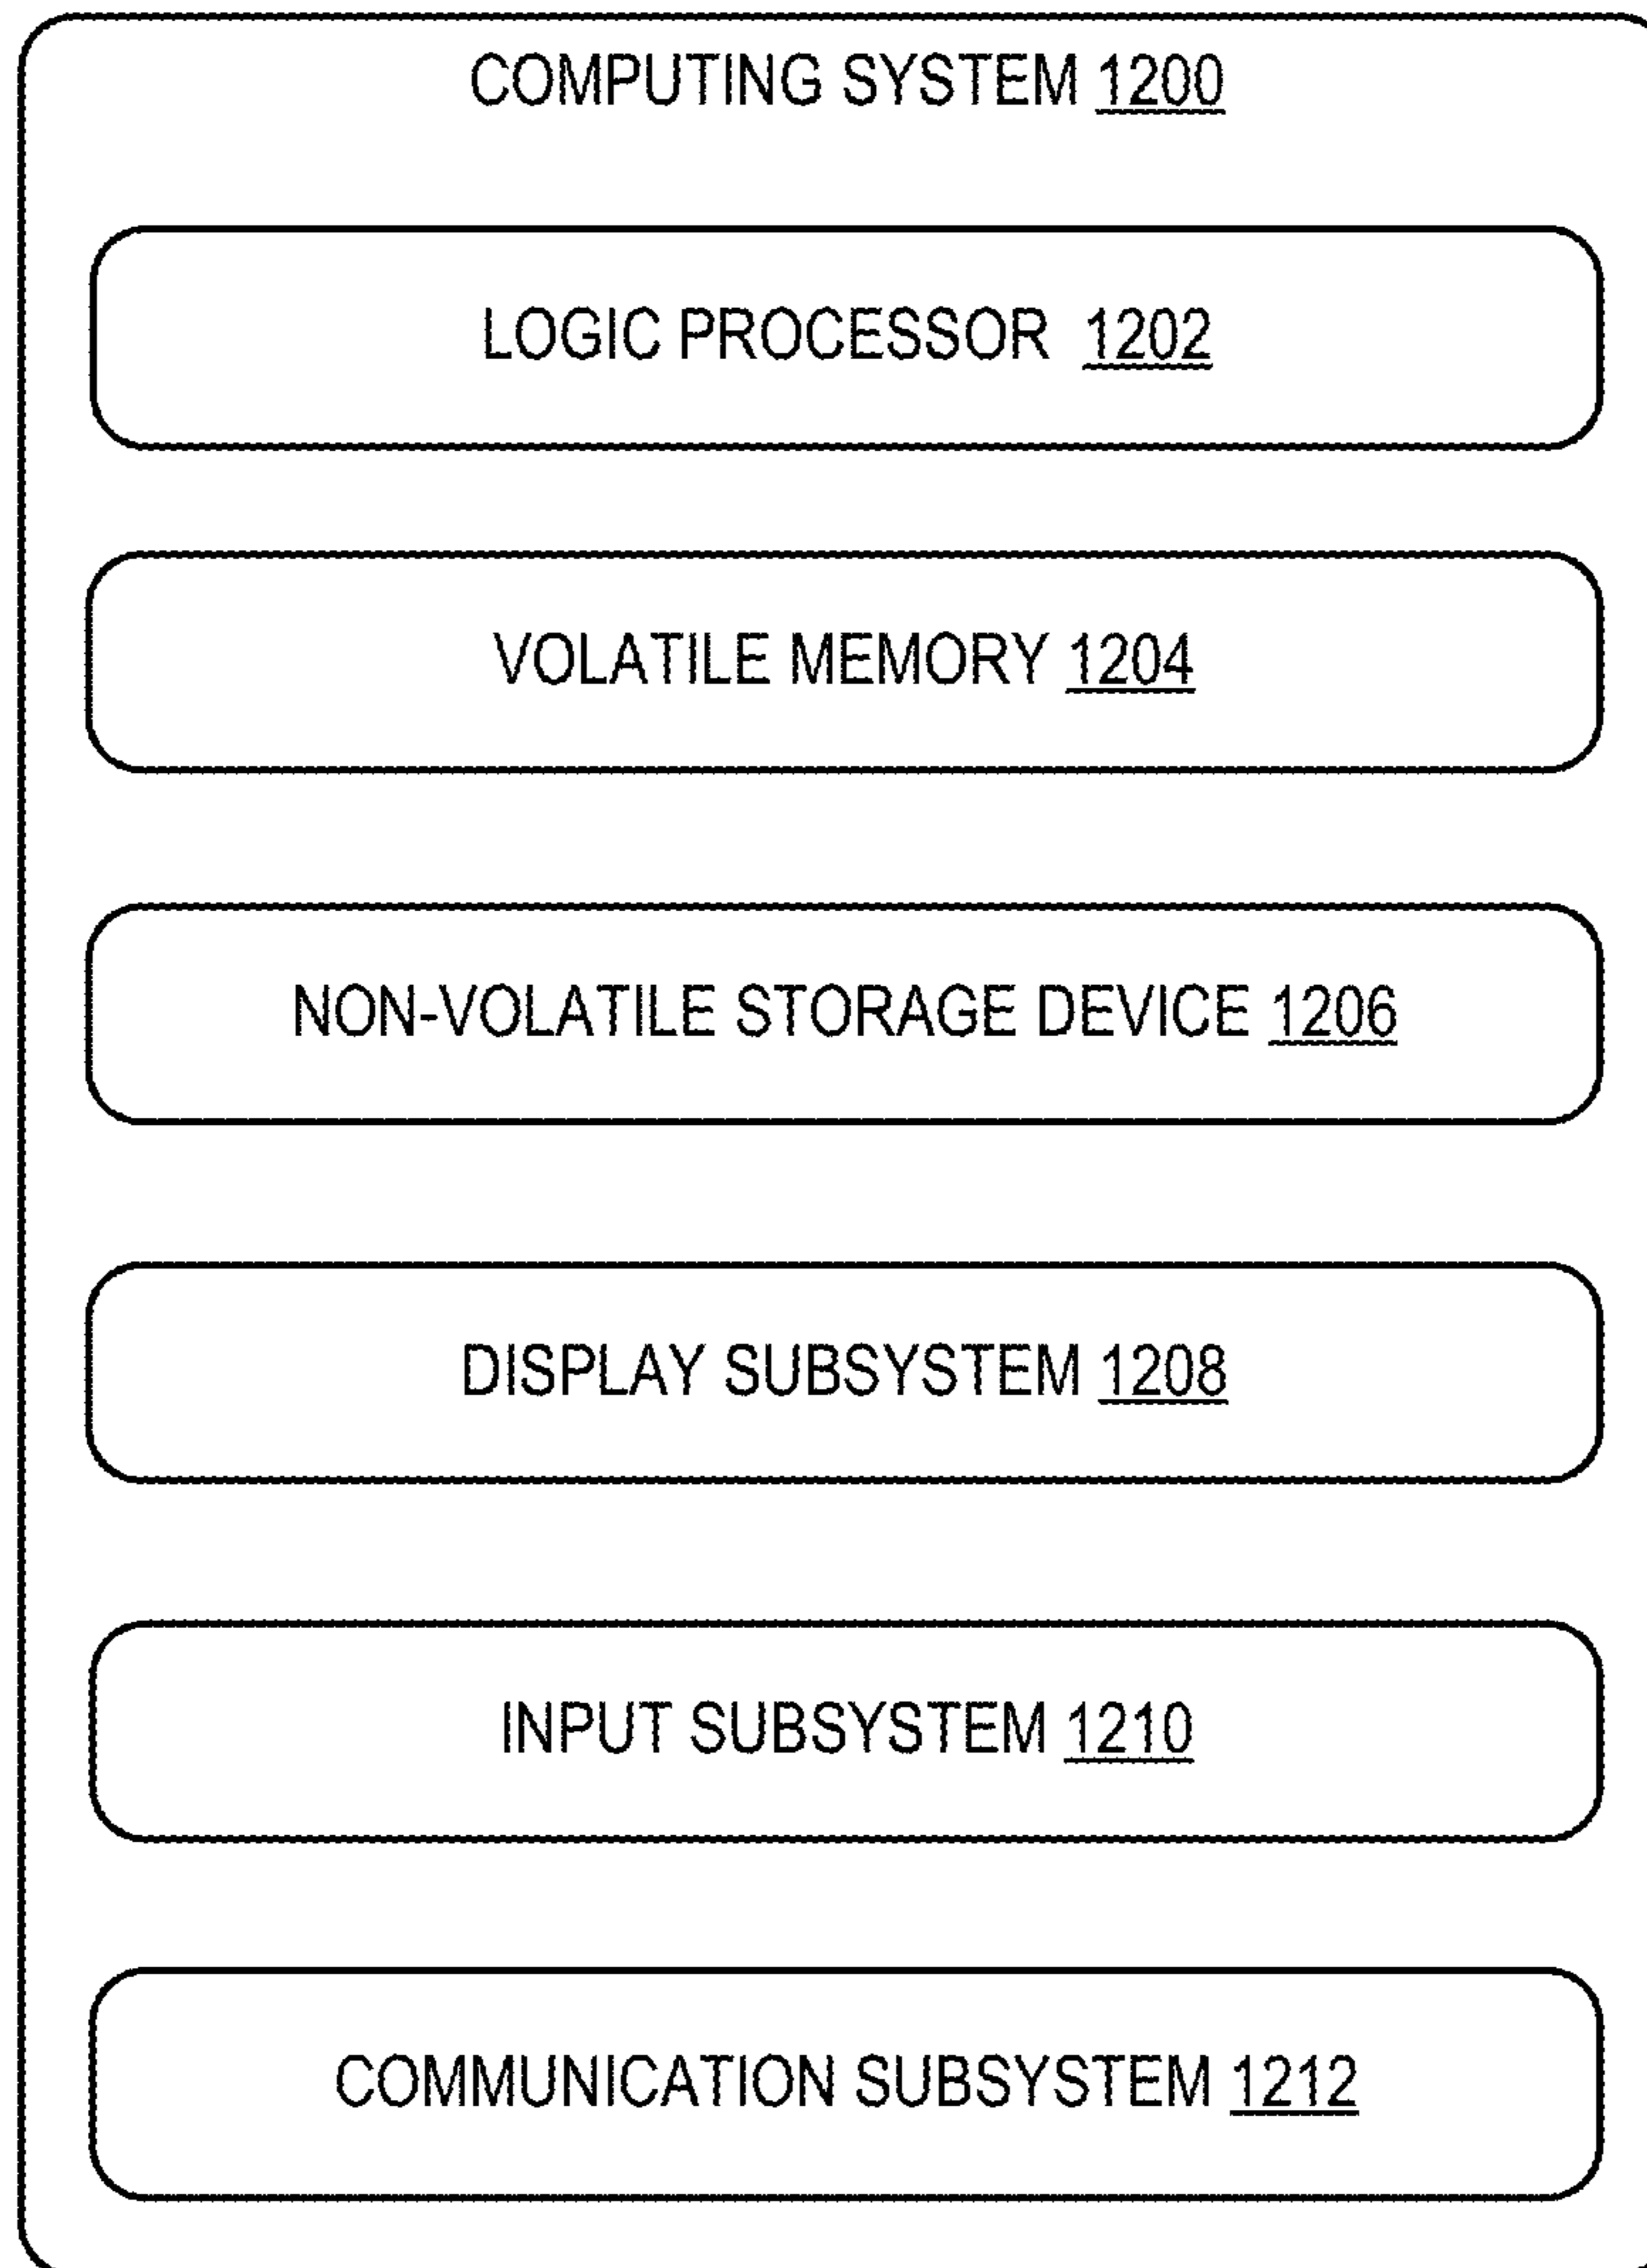 COMPUTING SYSTEM 1200
LOGIC PROCESSOR 1202
VOLATILE MEMORY 1204
NON-VOLATILE STORAGE DEVICE 1206
DISPLAY SUBSYSTEM 1208
INPUT SUBSYSTEM 1210
COMMUNICATION SUBSYSTEM 1212